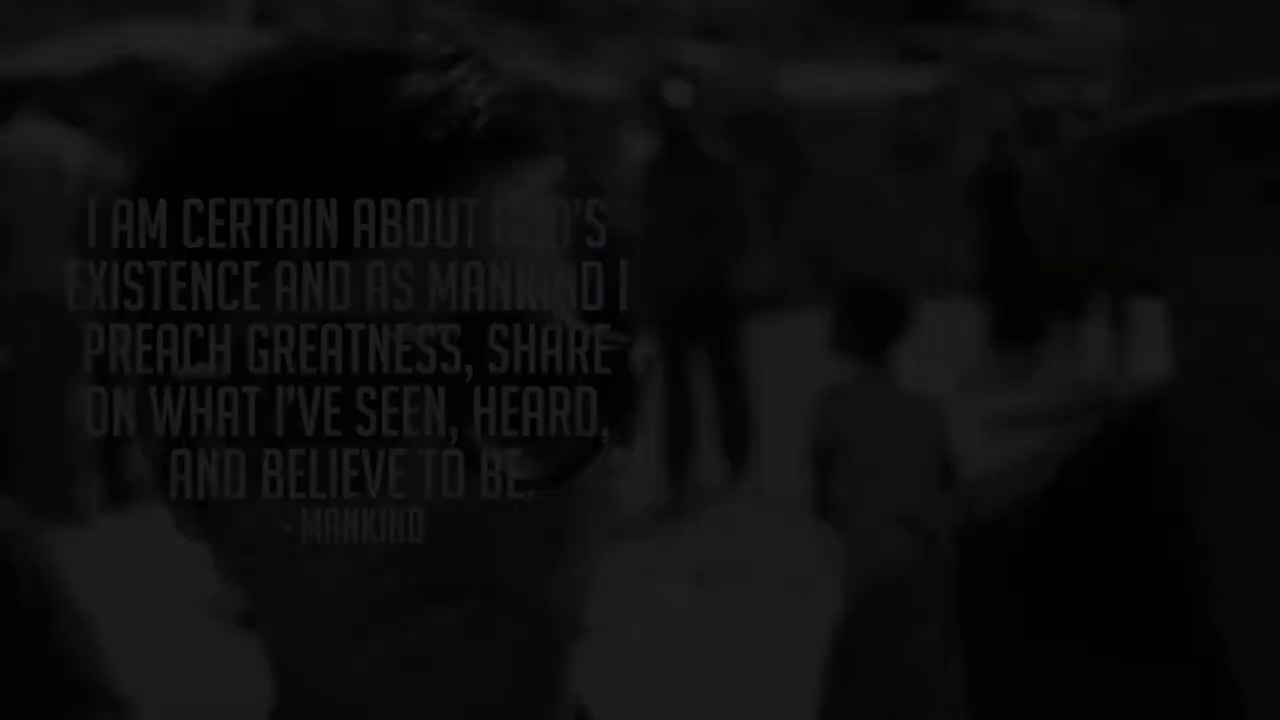 I AM CERTAIN ABOUT GOD'S
EXISTENCE AND AS MANKIND I
PREACH GREATNESS, SHARE
ON WHAT I'VE SEEN, HEARD,
AND BELIEVE TO BE.
- MANKIND